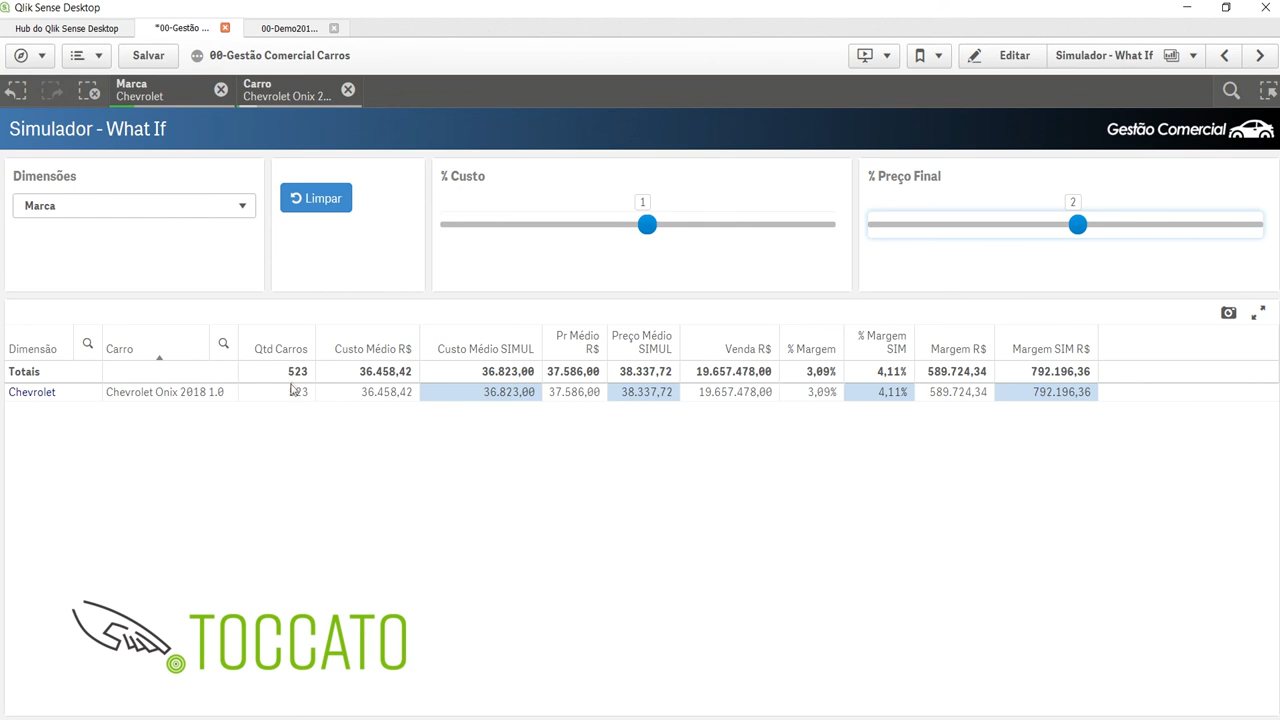 Qlik Sense Desktop
Hub do Qlik Sense Desktop
*00-Gestão ...
00-Demo201...
Salvar
00-Gestão Comercial Carros
Editar
Simulador - What If
Marca
Chevrolet
Carro
Chevrolet Onix 2...
Simulador - What If
Gestão Comercial
Dimensões
Marca
Limpar
% Custo
1
% Preço Final
2
Dimensão
Carro
Qtd Carros
Custo Médio R$
Custo Médio SIMUL
Pr Médio
R$
Preço Médio
SIMUL
Venda R$
% Margem
% Margem
SIM
Margem R$
Margem SIM R$
Totais 523 36.458,42 36.823,00 37.586,00 38.337,72 19.657.478,00 3,09% 4,11% 589.724,34 792.196,36
Chevrolet Chevrolet Onix 2018 1.0 36.458,42 36.823,00 37.586,00 38.337,72 19.657.478,00 3,09% 4,11% 589.724,34 792.196,36
TOCCATO